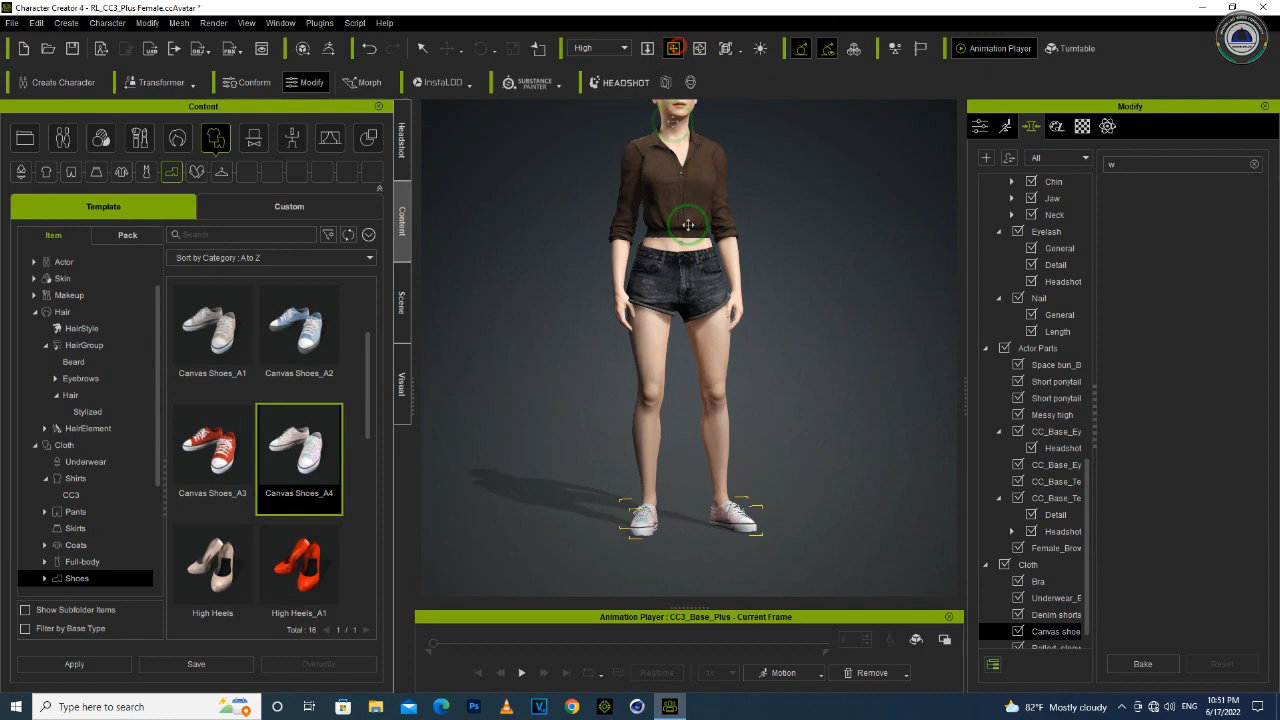 Character Creator 4 - RL_CC3_Plus Female.ccAvatar *
File Edit Create Character Modify Mesh Render View Window Plugins Script Help
High
Animation Player
Turntable
Create Character
Transformer
Conform
Modify
Morph
InstaLOD
SUBSTANCE PAINTER
HEADSHOT
Content
Headshot
Content
Scene
Visual
Template
Custom
Item
Pack
Search
Sort by Category : A to Z
Actor
Skin
Makeup
Hair
HairStyle
HairGroup
Beard
Eyebrows
Hair
Stylized
HairElement
Cloth
Underwear
Shirts
CC3
Pants
Skirts
Coats
Full-body
Shoes
Canvas Shoes_A1
Canvas Shoes_A2
Canvas Shoes_A3
Canvas Shoes_A4
High Heels
High Heels_A1
Show Subfolder Items
Filter by Base Type
Total : 16
1 / 1
Apply
Save
Overwrite
Animation Player : CC3_Base_Plus - Current Frame
Realtime
1x
Motion
Remove
Modify
All
w
Chin
Jaw
Neck
Eyelash
General
Detail
Headshot
Nail
General
Length
Actor Parts
Space bun_B
Short ponytail
Short ponytail
Messy high
CC_Base_Ey
Headshot
CC_Base_Ey
CC_Base_Te
CC_Base_Te
Detail
Headshot
Female_Brow
Cloth
Bra
Underwear_B
Denim shorts
Canvas shoe
Bake
Reset
Type here to search
82°F Mostly cloudy
10:51 PM
6/17/2022